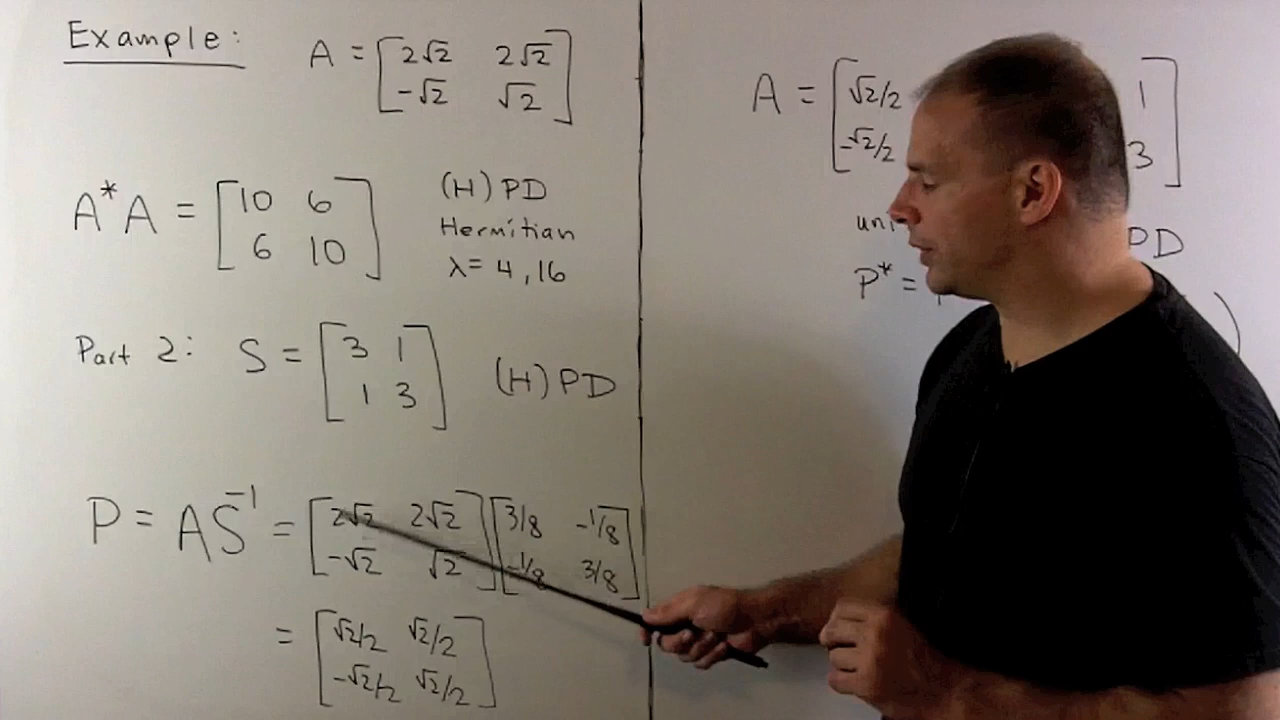 Example:
A = [2√2 2√2
-√2 √2]
A*A = [10 6
6 10]
(H) PD
Hermitian
λ = 4, 16
Part 2: S = [3 1
1 3] (H) PD
P = AS⁻¹ = [2√2 2√2
-√2 √2] [3/8 -1/8
-1/8 3/8]
= [√2/2 √2/2
-√2/2 √2/2]
A = [√2/2 1
-√2/2 3]
PD
P* =